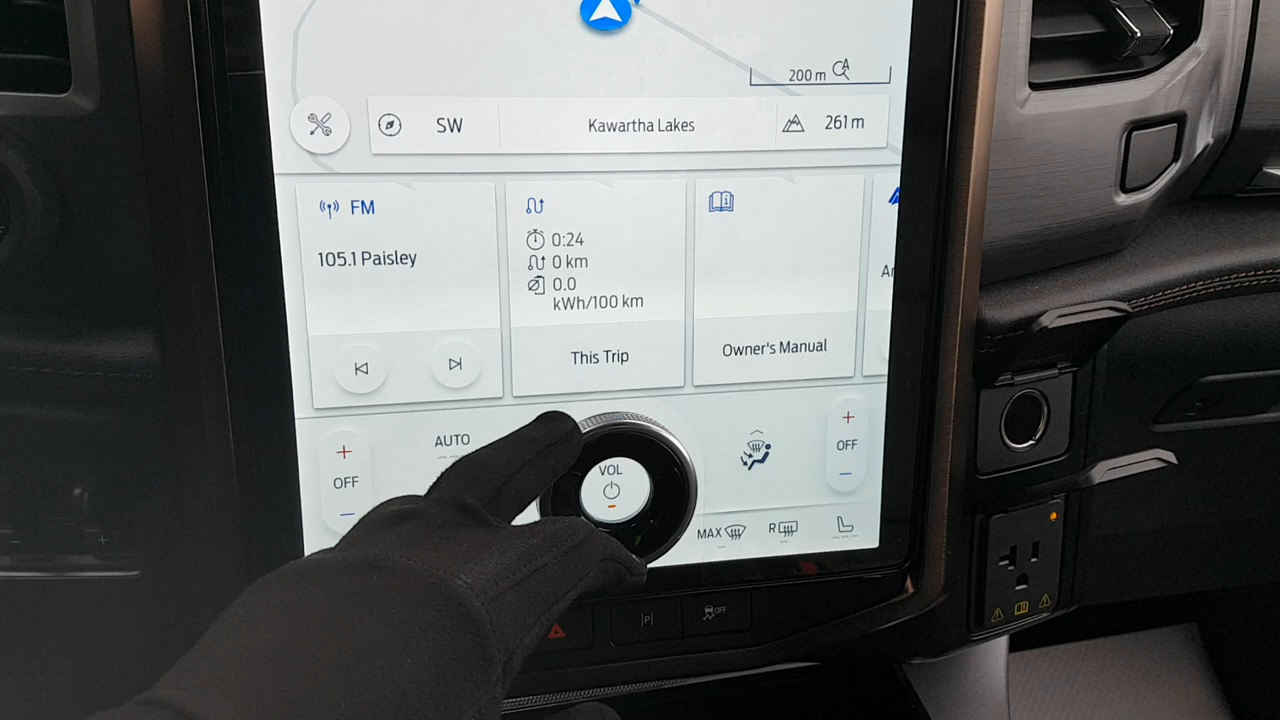 200 m
SW
Kawartha Lakes
261 m
FM
105.1 Paisley
0:24
0 km
0.0
kWh/100 km
This Trip
Owner's Manual
AUTO
OFF
VOL
OFF
MAX
R
P
OFF